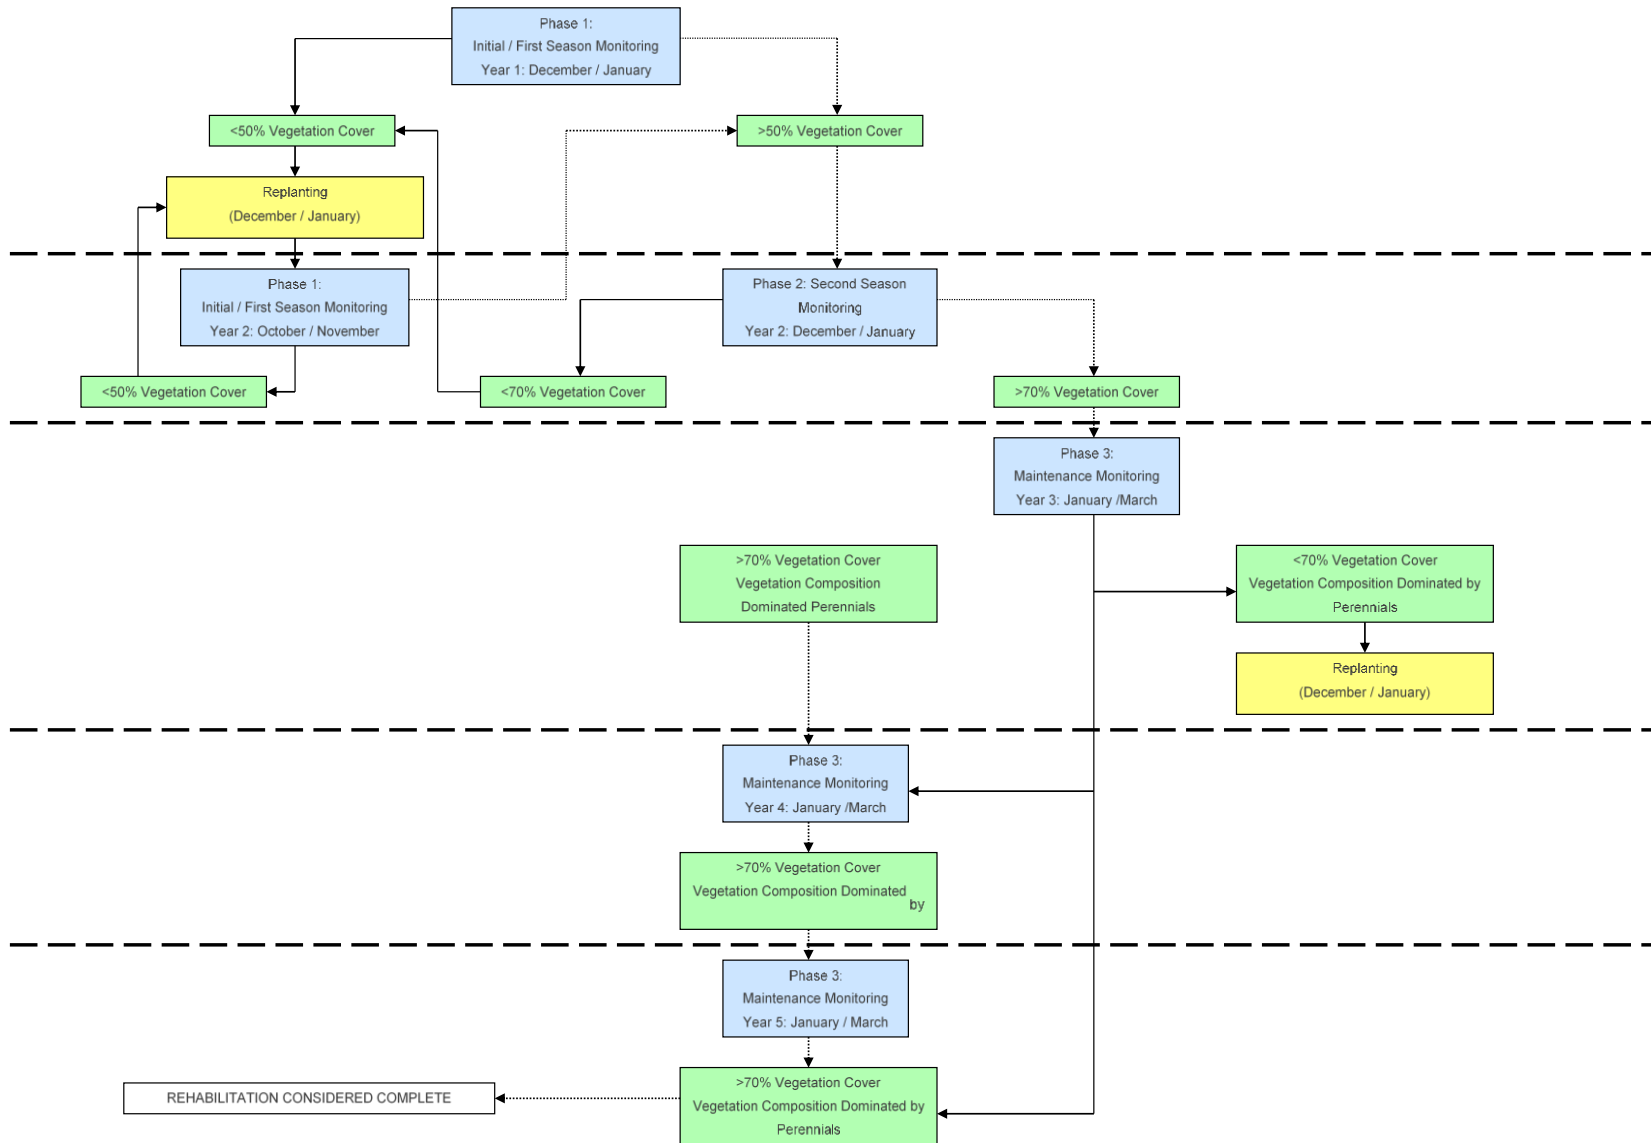 Phase 1:
Initial / First Season Monitoring
Year 1: December / January
<50% Vegetation Cover
>50% Vegetation Cover
Replanting
(December / January)
Phase 1:
Initial / First Season Monitoring
Year 2: October / November
Phase 2: Second Season
Monitoring
Year 2: December / January
<50% Vegetation Cover
<70% Vegetation Cover
>70% Vegetation Cover
Phase 3:
Maintenance Monitoring
Year 3: January /March
>70% Vegetation Cover
Vegetation Composition
Dominated Perennials
<70% Vegetation Cover
Vegetation Composition Dominated by
Perennials
Replanting
(December / January)
Phase 3:
Maintenance Monitoring
Year 4: January /March
>70% Vegetation Cover
Vegetation Composition Dominated
by
Phase 3:
Maintenance Monitoring
Year 5: January / March
>70% Vegetation Cover
Vegetation Composition Dominated by
Perennials
REHABILITATION CONSIDERED COMPLETE